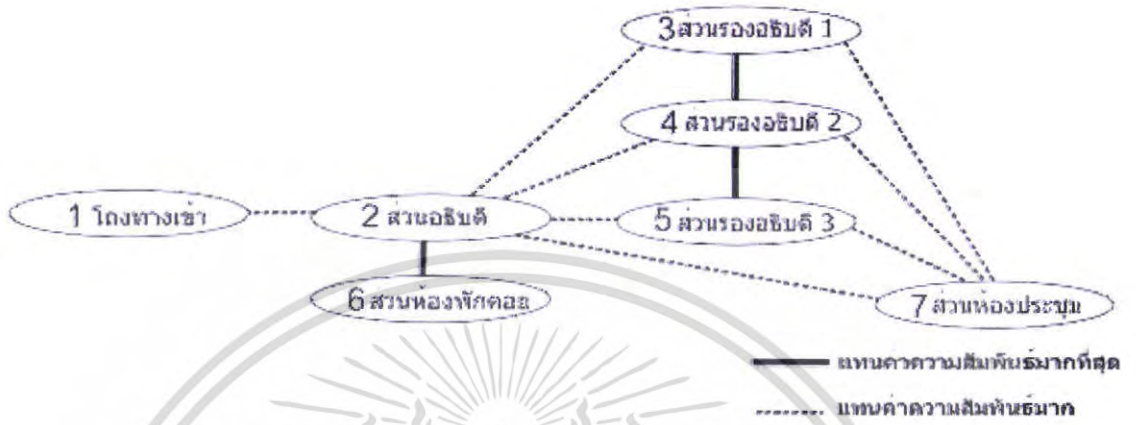 3 ส่วนรองอธิบดี 1
4 ส่วนรองอธิบดี 2
1 โถงทางเข้า
2 ส่วนอธิบดี
5 ส่วนรองอธิบดี 3
6 ส่วนห้องพักคอย
7 ส่วนห้องประชุม
แทนค่าความสัมพันธ์มากที่สุด
แทนค่าความสัมพันธ์มาก